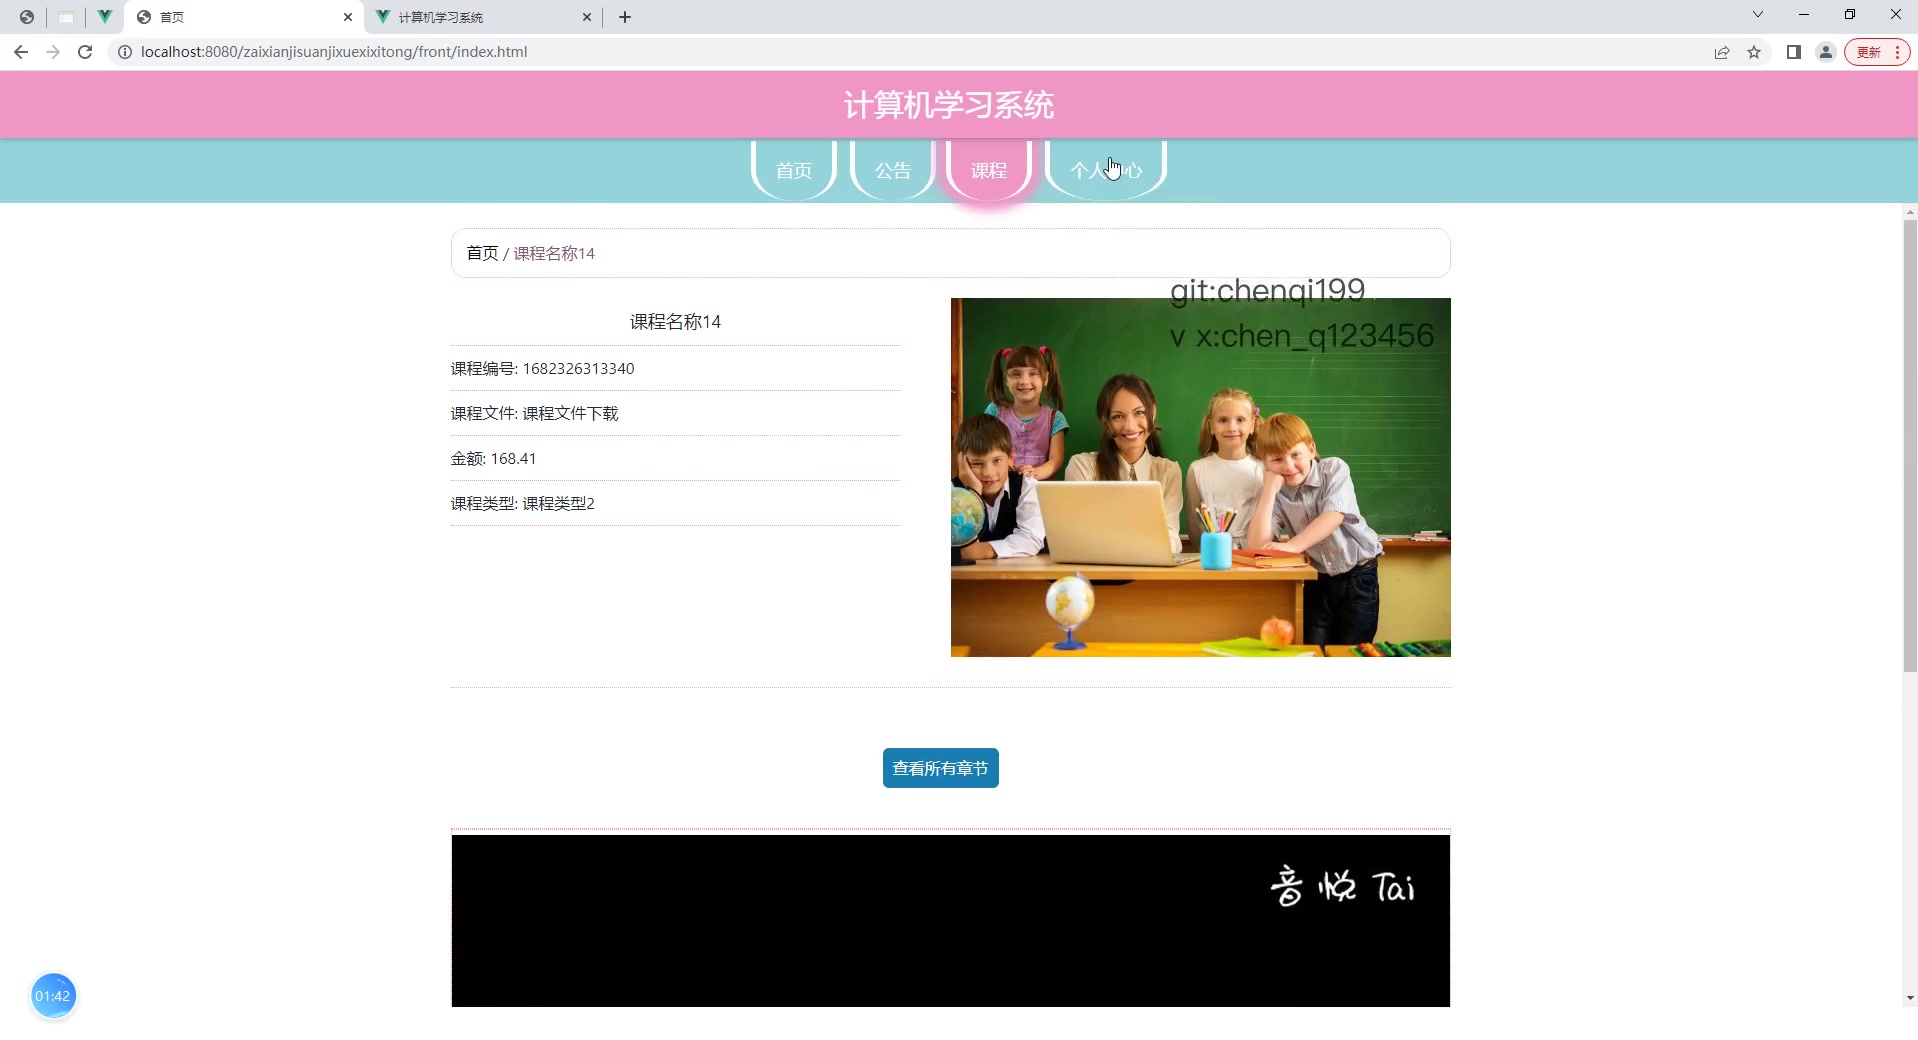 首页
计算机学习系统
localhost:8080/zaixianjisuanjixuexixitong/front/index.html
更新
计算机学习系统
首页
公告
课程
个人 心
首页 / 课程名称14
git:chenqi199
v x:chen_q123456
课程名称14
课程编号: 1682326313340
课程文件: 课程文件下载
金额: 168.41
课程类型: 课程类型2
查看所有章节
音悦Tai
01:42